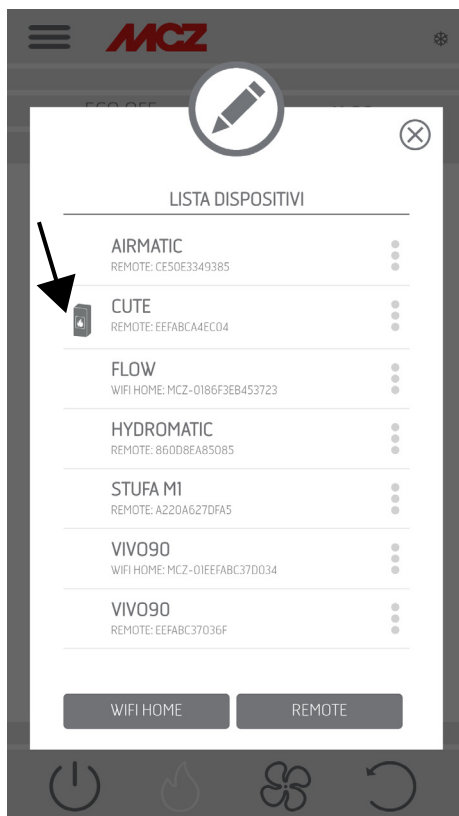 MCZ
LISTA DISPOSITIVI
AIRMATIC
REMOTE: CE50E3349385
CUTE
REMOTE: EEFABCA4EC04
FLOW
WIFI HOME: MCZ-0186F3EB453723
HYDROMATIC
REMOTE: 860D8EA85085
STUFA M1
REMOTE: A220A627DFA5
VIVO90
WIFI HOME: MCZ-01EEFABC37D034
VIVO90
REMOTE: EEFABC37036F
WIFI HOME
REMOTE